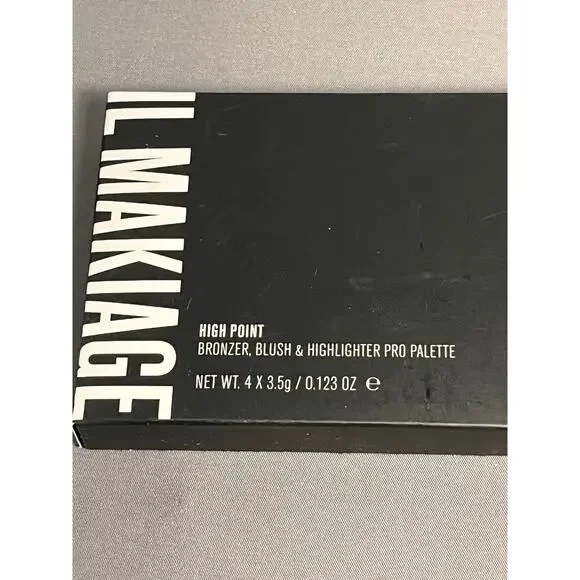 IL MAKIAGE
HIGH POINT
BRONZER, BLUSH & HIGHLIGHTER PRO PALETTE
NET WT. 4 X 3.5g / 0.123 OZ ℮